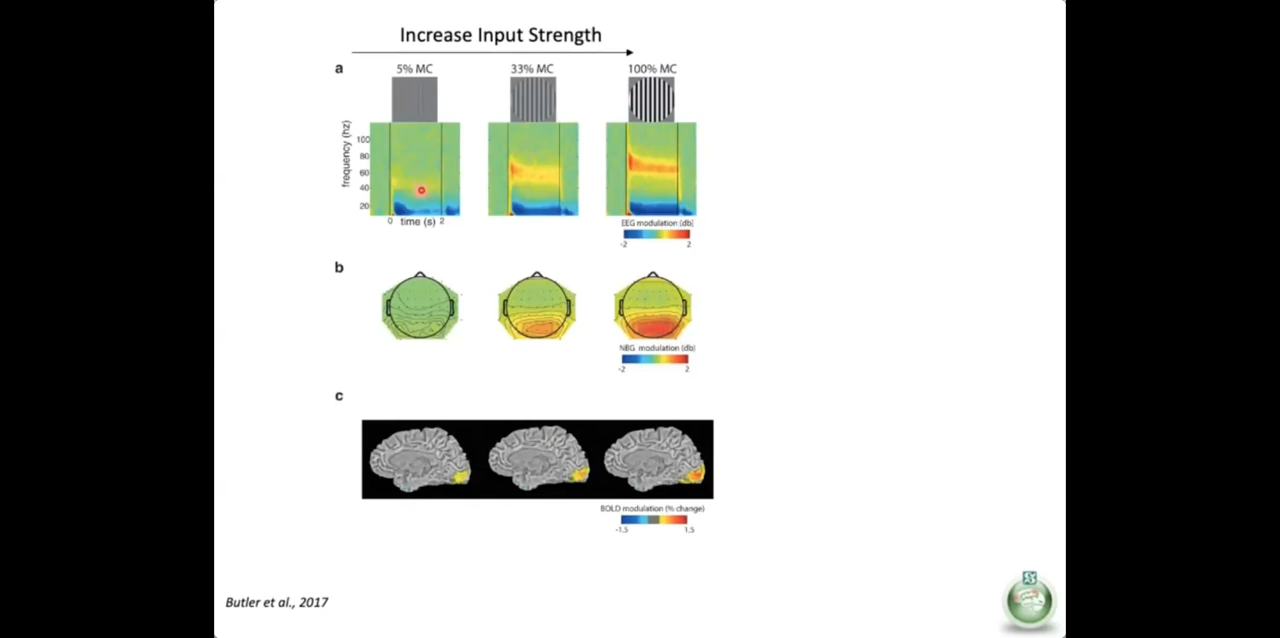 Increase Input Strength
a
5% MC
33% MC
100% MC
frequency (hz)
100
80
60
40
20
0 time (s) 2
EEG modulation (db)
-2 2
b
NBG modulation (db)
-2 2
c
BOLD modulation (% change)
-1.5 1.5
Butler et al., 2017